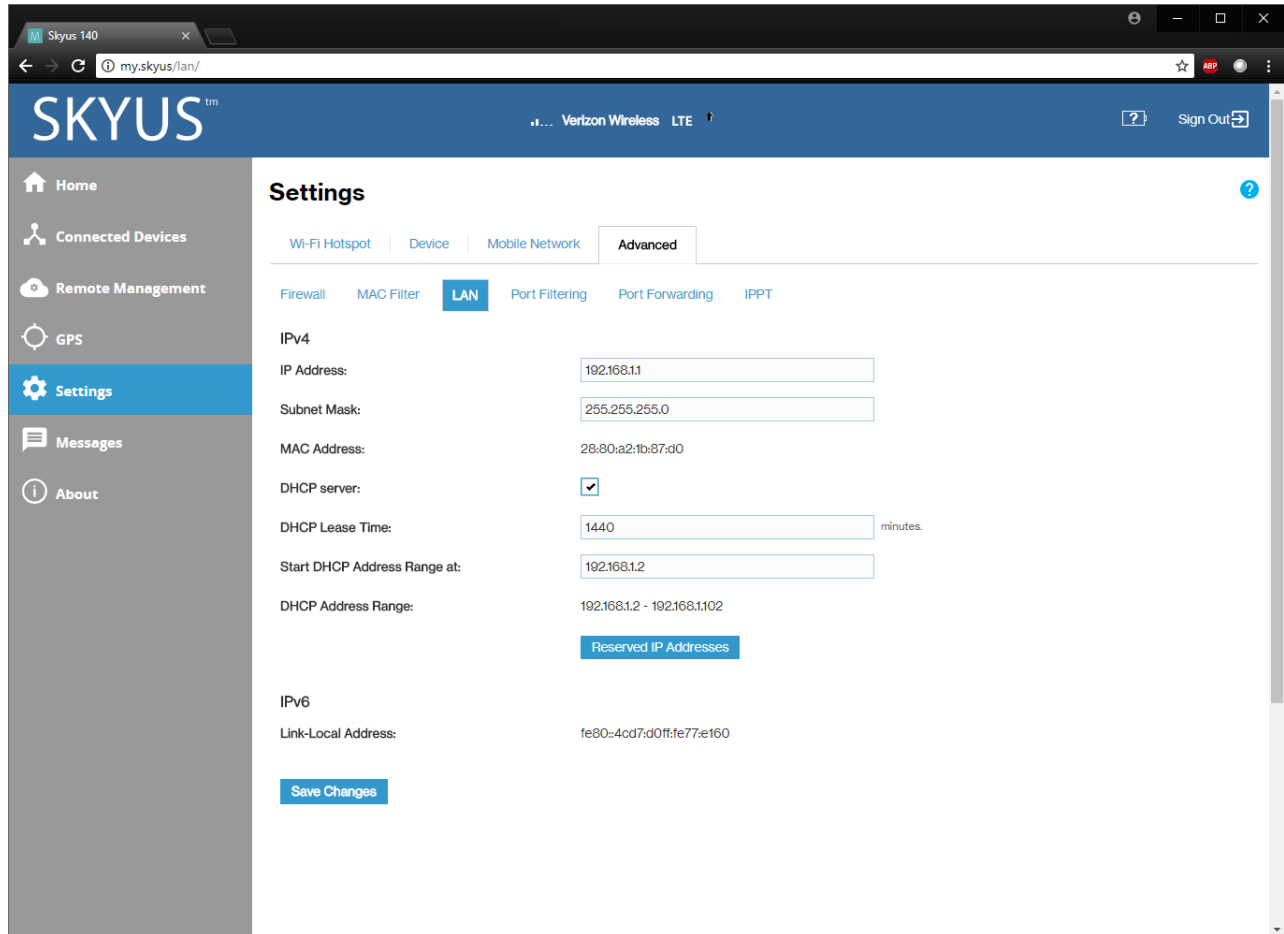 M Skyus 140
my.skyus/lan/
ABP
SKYUS™
Verizon Wireless LTE
? Sign Out
Home
Connected Devices
Remote Management
GPS
Settings
Messages
About
Settings
?
Wi-Fi Hotspot Device Mobile Network Advanced
Firewall MAC Filter LAN Port Filtering Port Forwarding IPPT
IPv4
IP Address: 192.168.1.1
Subnet Mask: 255.255.255.0
MAC Address: 28:80:a2:1b:87:d0
DHCP server:
DHCP Lease Time: 1440 minutes.
Start DHCP Address Range at: 192.168.1.2
DHCP Address Range: 192.168.1.2 - 192.168.1.102
Reserved IP Addresses
IPv6
Link-Local Address: fe80::4cd7:d0ff:fe77:e160
Save Changes